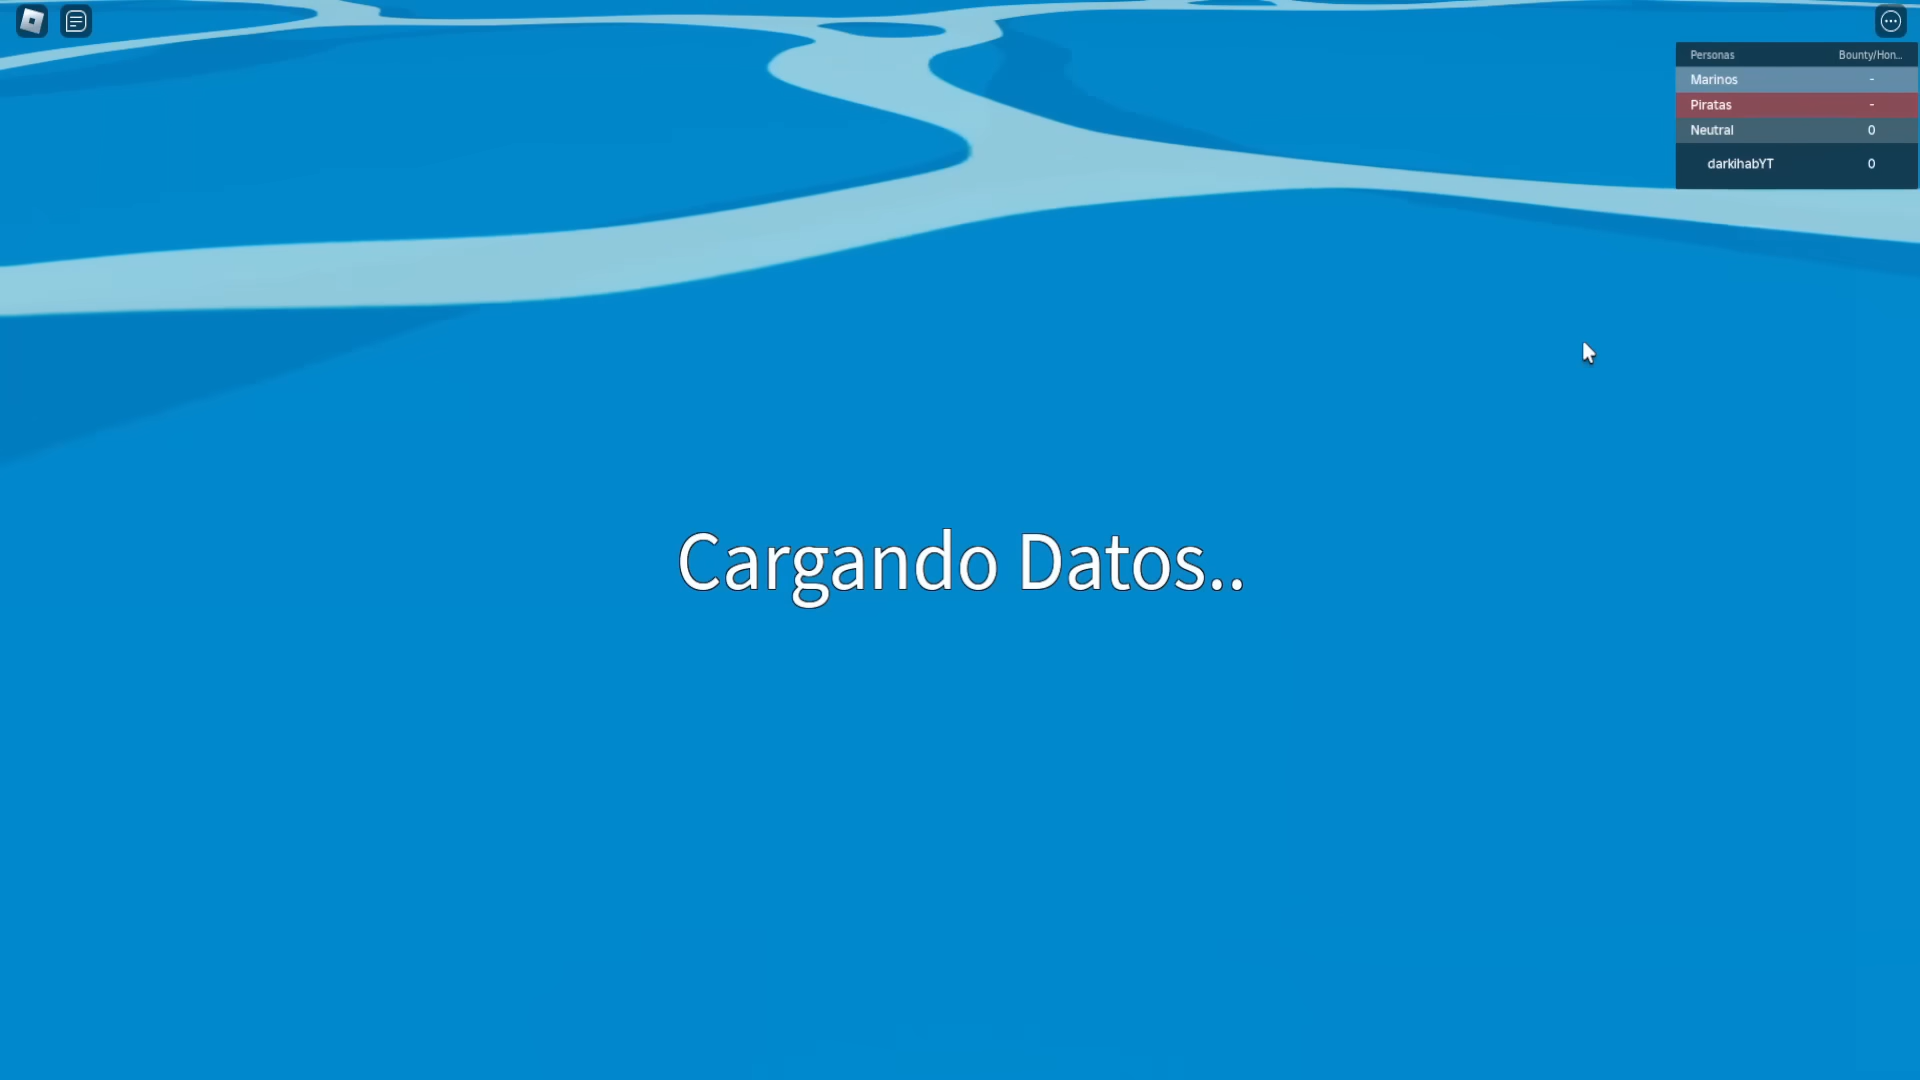 Personas Bounty/Hon...
Marinos -
Piratas -
Neutral 0
darkihabYT 0
Cargando Datos..